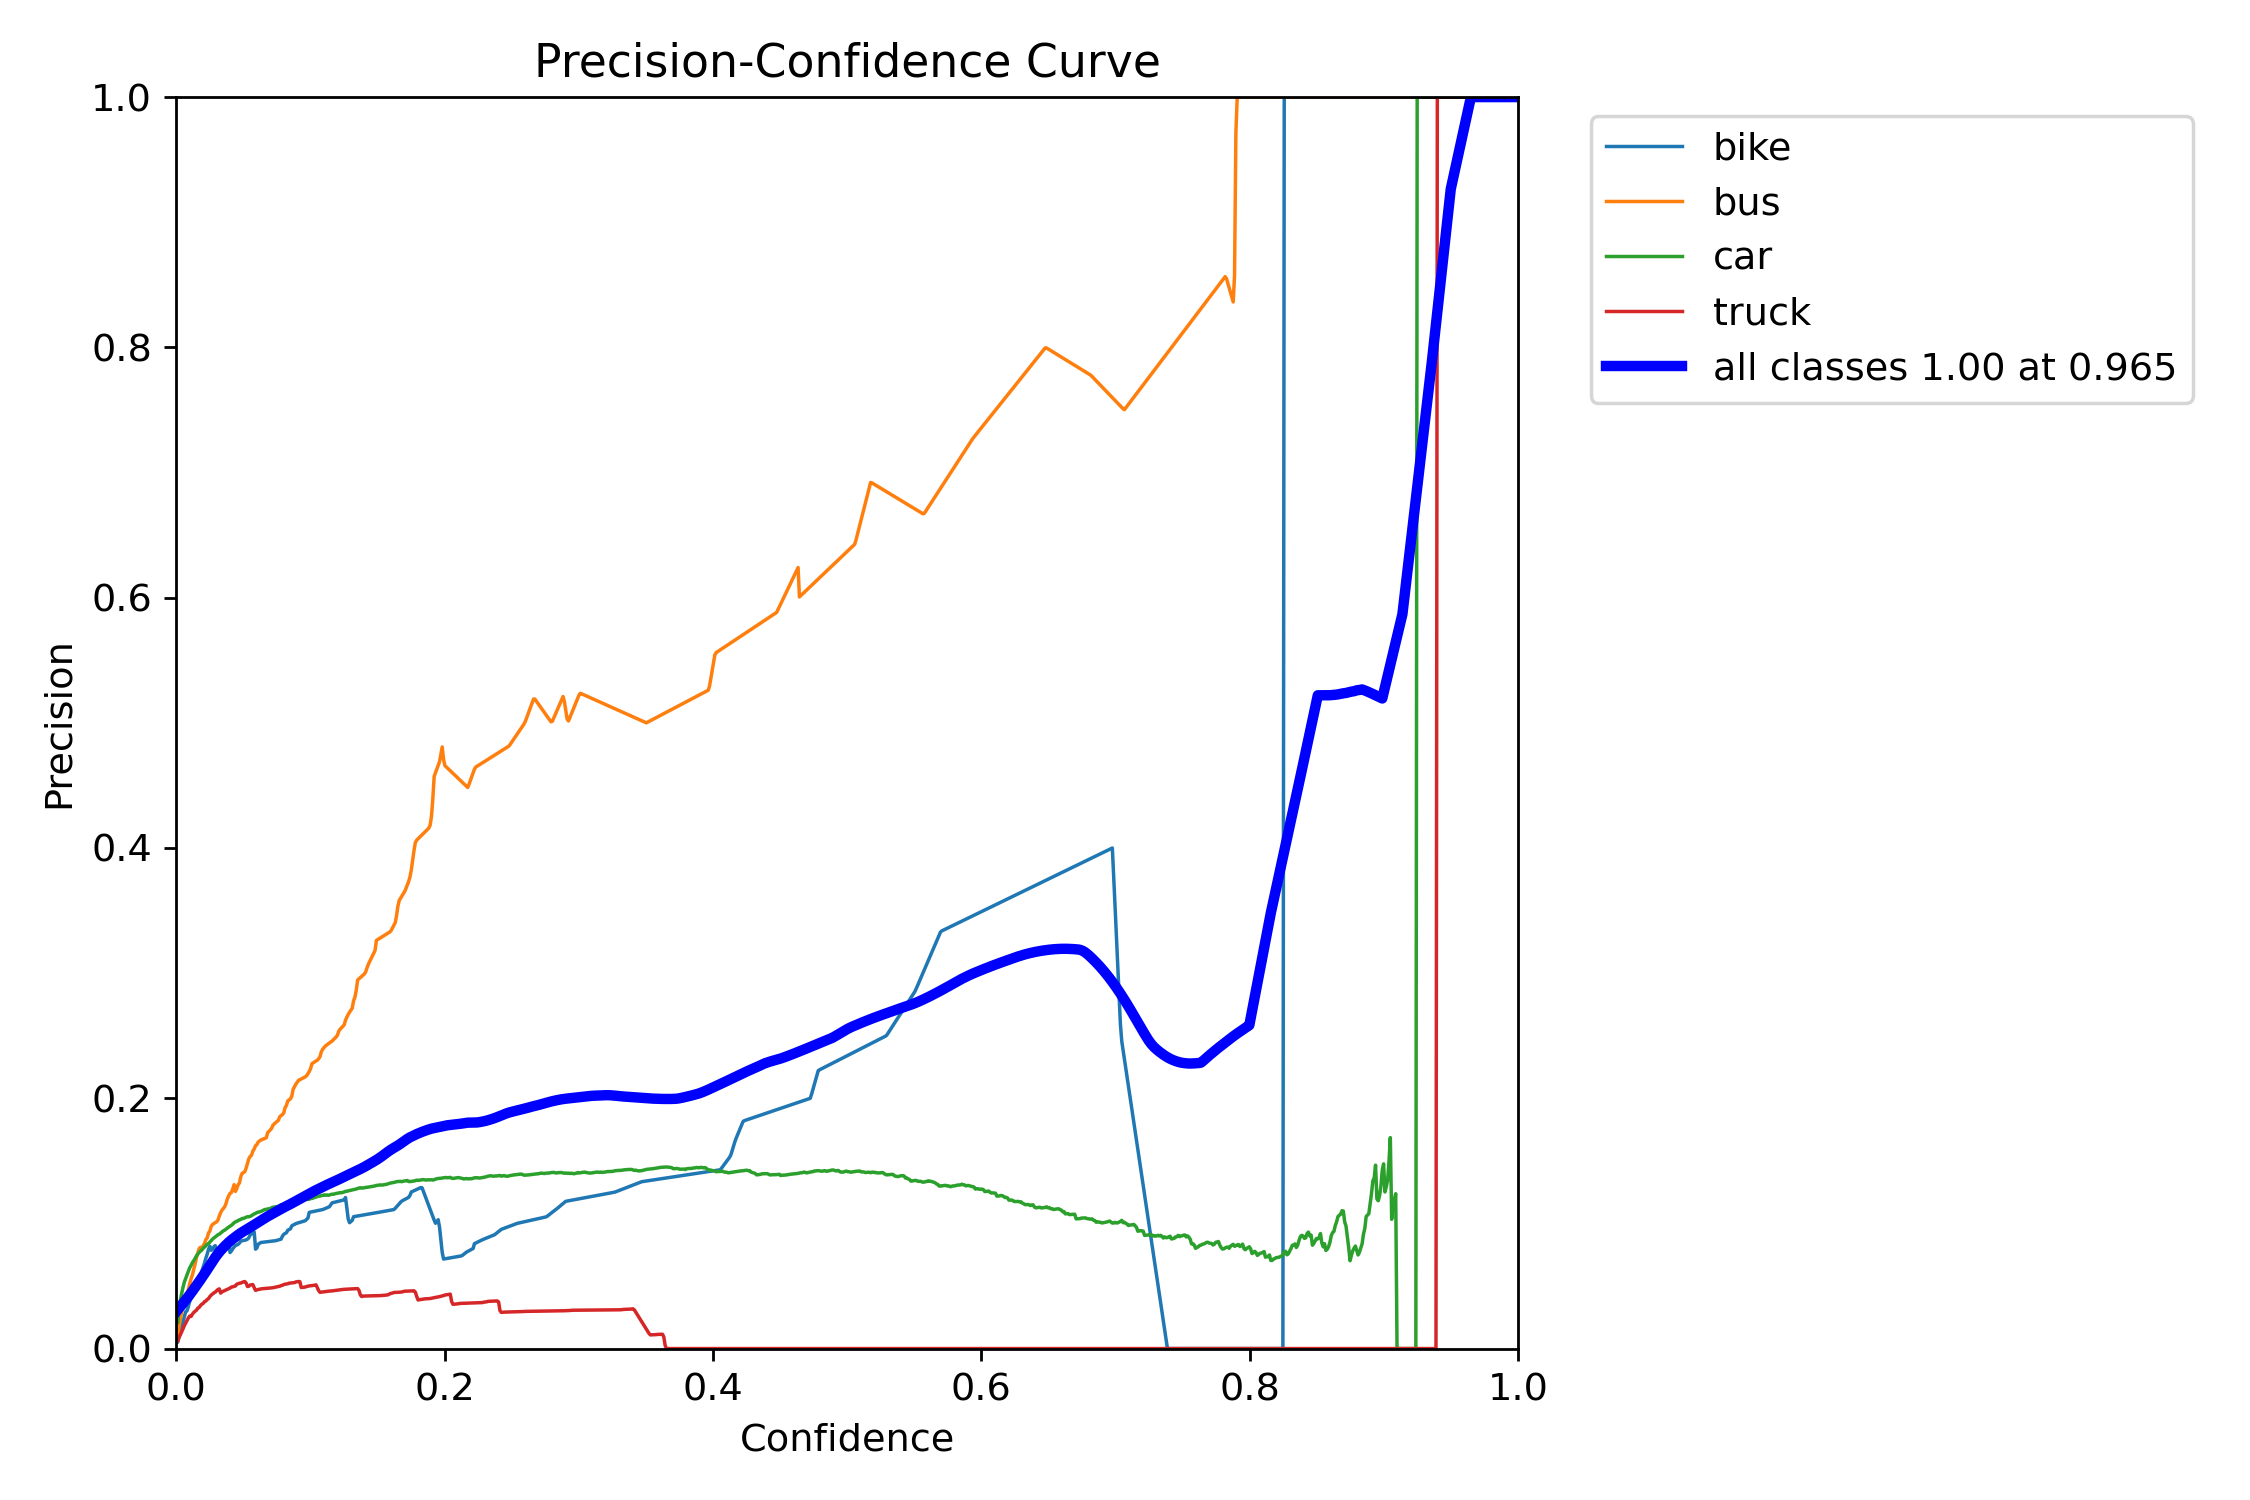 Precision-Confidence Curve
1.0
0.8
0.6
0.4
0.2
0.0
Precision
0.0 0.2 0.4 0.6 0.8 1.0
Confidence
bike
bus
car
truck
all classes 1.00 at 0.965